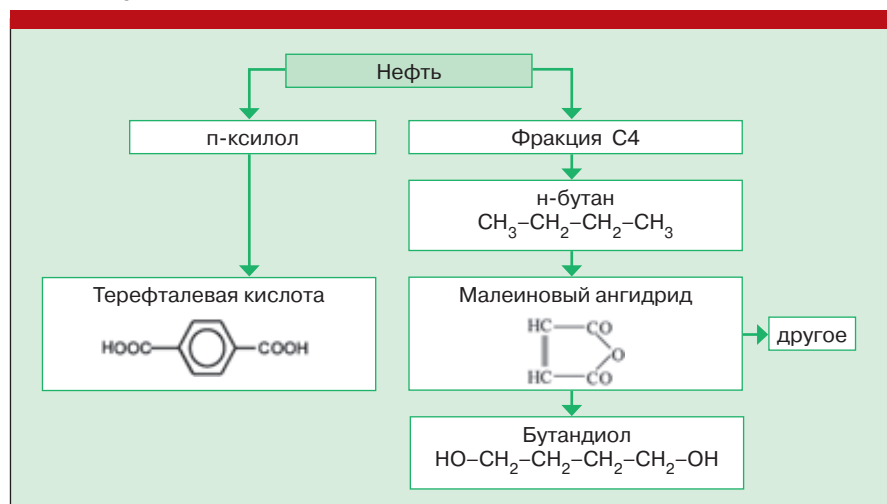 Нефть
п-ксилол
Фракция С4
н-бутан
CH₃–CH₂–CH₂–CH₃
Терефталевая кислота
HOOC
COOH
Малеиновый ангидрид
HC
CO
O
HC
CO
другое
Бутандиол
HO–CH₂–CH₂–CH₂–CH₂–OH